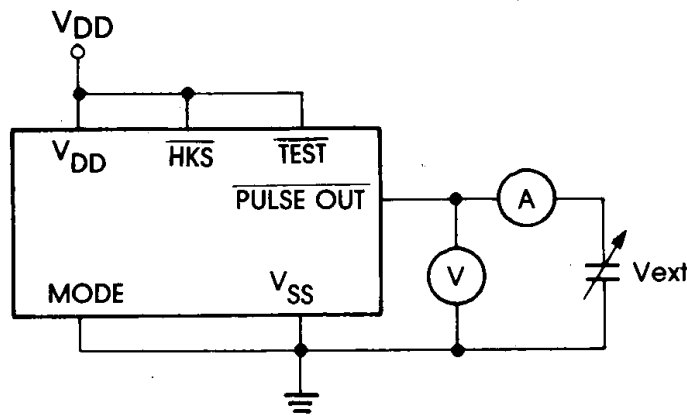 VDD
VDD
HKS
TEST
PULSE OUT
A
V
Vext
MODE
VSS